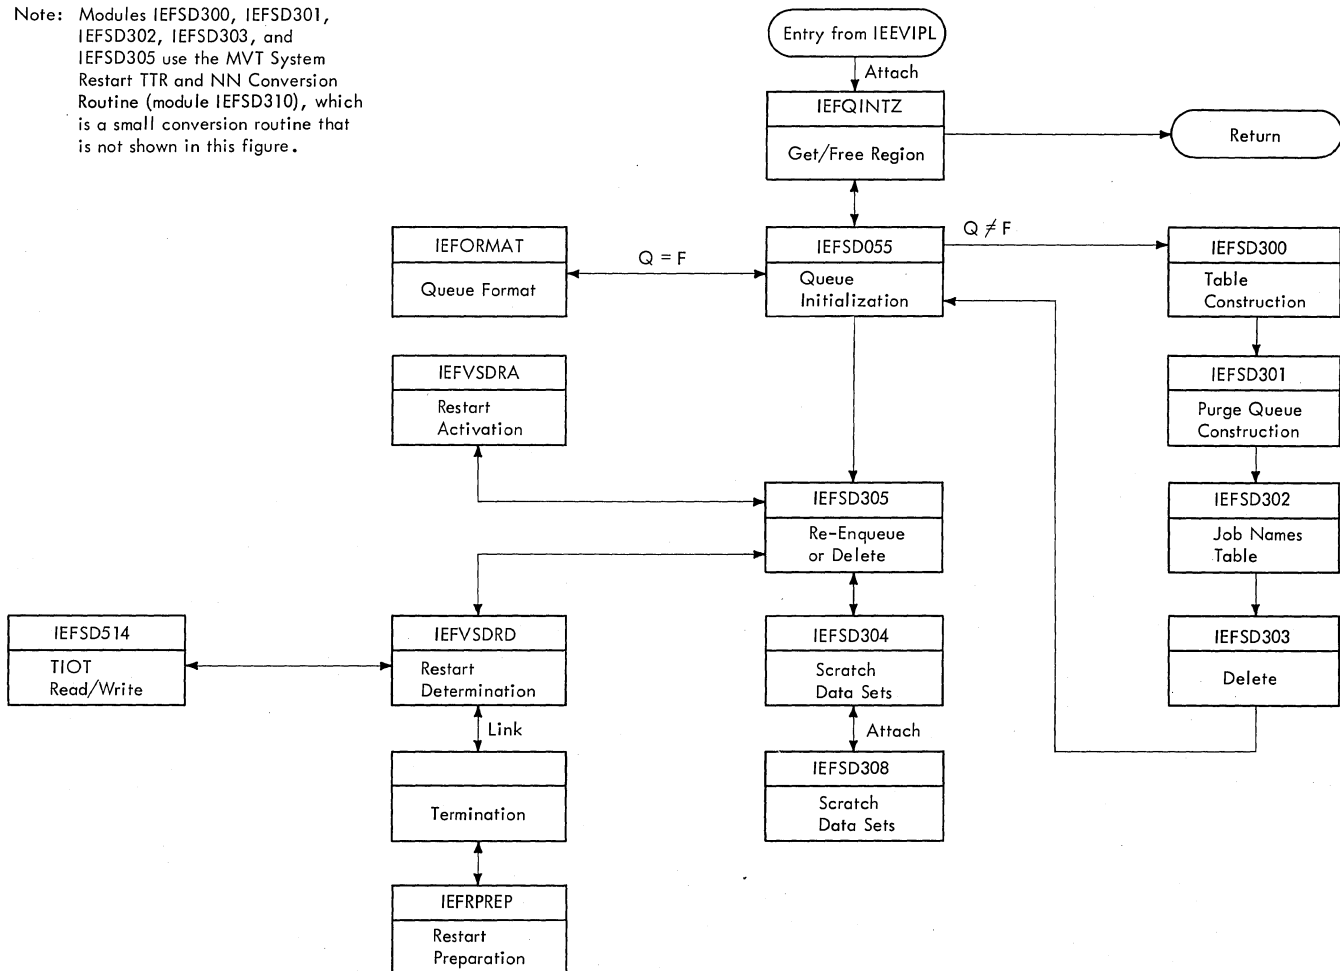 Note: Modules IEFSD300, IEFSD301,
IEFSD302, IEFSD303, and
IEFSD305 use the MVT System
Restart TTR and NN Conversion
Routine (module IEFSD310), which
is a small conversion routine that
is not shown in this figure.
Entry from IEEVIPL
Attach
IEFQINTZ
Get/Free Region
Return
IEFORMAT
Queue Format
Q = F
IEFSD055
Queue
Initialization
Q ≠ F
IEFSD300
Table
Construction
IEFVSDRA
Restart
Activation
IEFSD301
Purge Queue
Construction
IEFSD305
Re-Enqueue
or Delete
IEFSD302
Job Names
Table
IEFSD514
TIOT
Read/Write
IEFVSDRD
Restart
Determination
IEFSD304
Scratch
Data Sets
IEFSD303
Delete
Link
Attach
Termination
IEFSD308
Scratch
Data Sets
IEFRPREP
Restart
Preparation